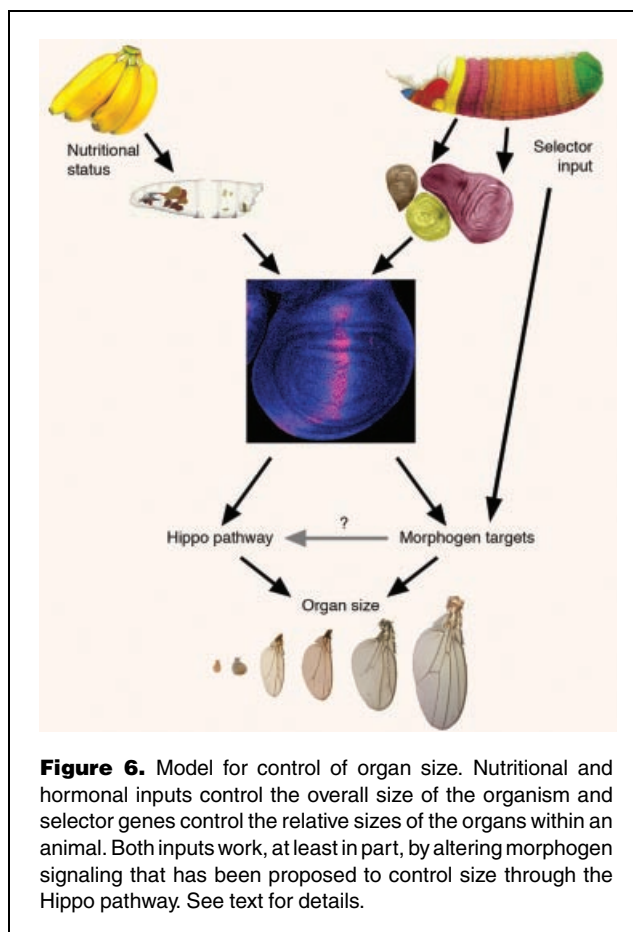 Nutritional
status
Selector
input
?
Hippo pathway
Morphogen targets
Organ size
Figure 6. Model for control of organ size. Nutritional and
hormonal inputs control the overall size of the organism and
selector genes control the relative sizes of the organs within an
animal. Both inputs work, at least in part, by altering morphogen
signaling that has been proposed to control size through the
Hippo pathway. See text for details.